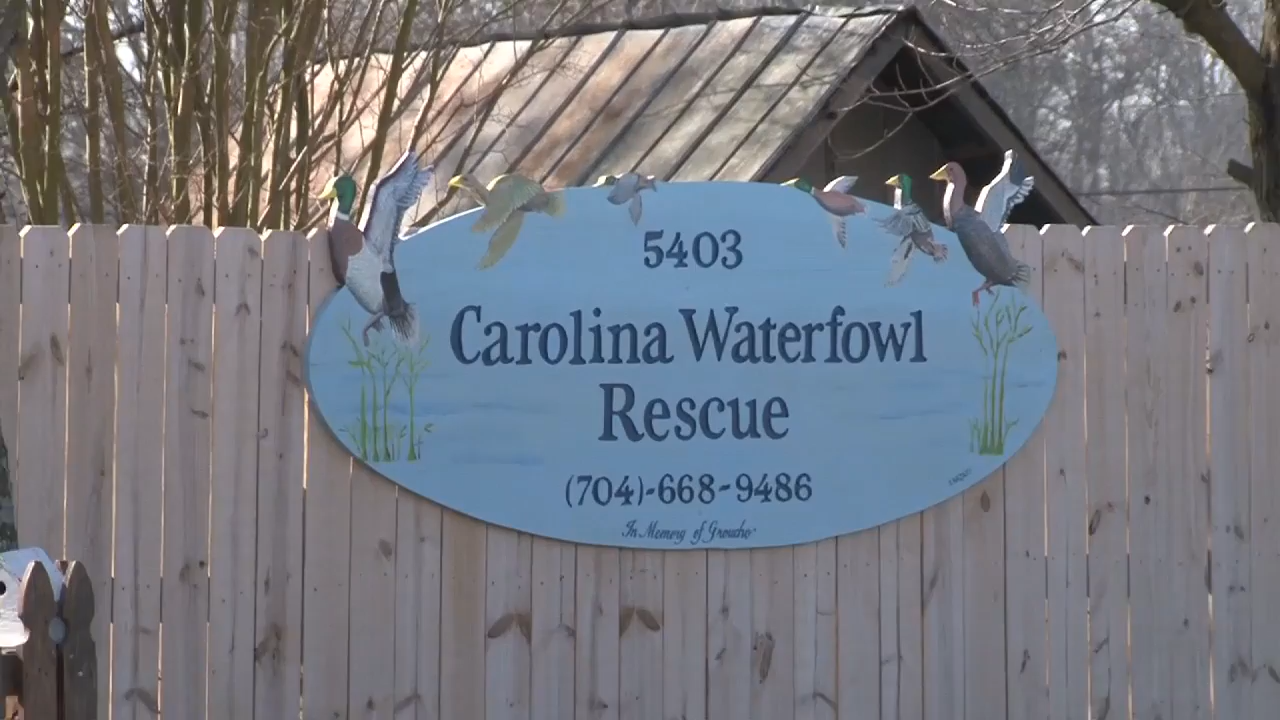 5403
Carolina Waterfowl
Rescue
(704)-668-9486
In Memory of Groucho